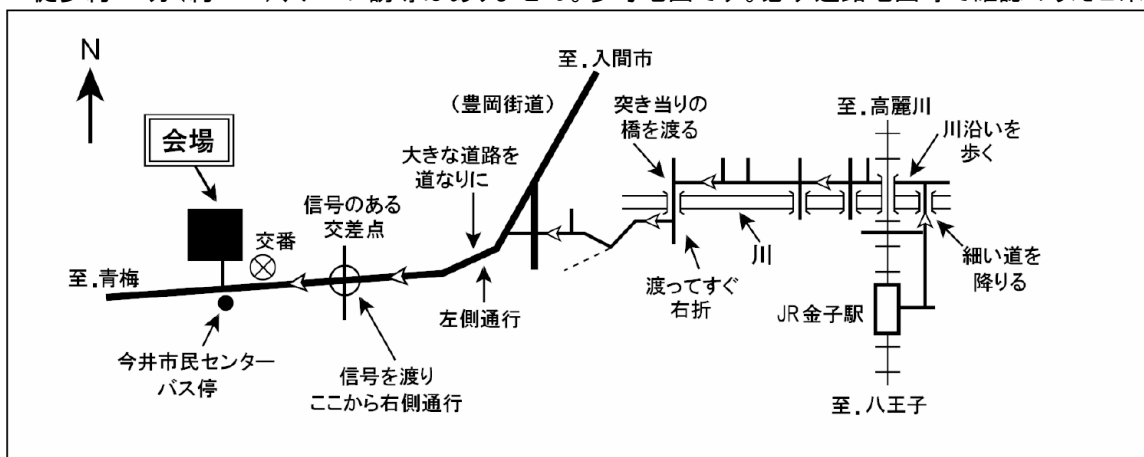 N
会場
至．入間市
（豊岡街道）
大きな道路を
道なりに
信号のある
交差点
交番
至．青梅
今井市民センター
バス停
左側通行
信号を渡り
ここから右側通行
突き当りの
橋を渡る
至．高麗川
川沿いを
歩く
川
渡ってすぐ
右折
細い道を
降りる
JR金子駅
至．八王子